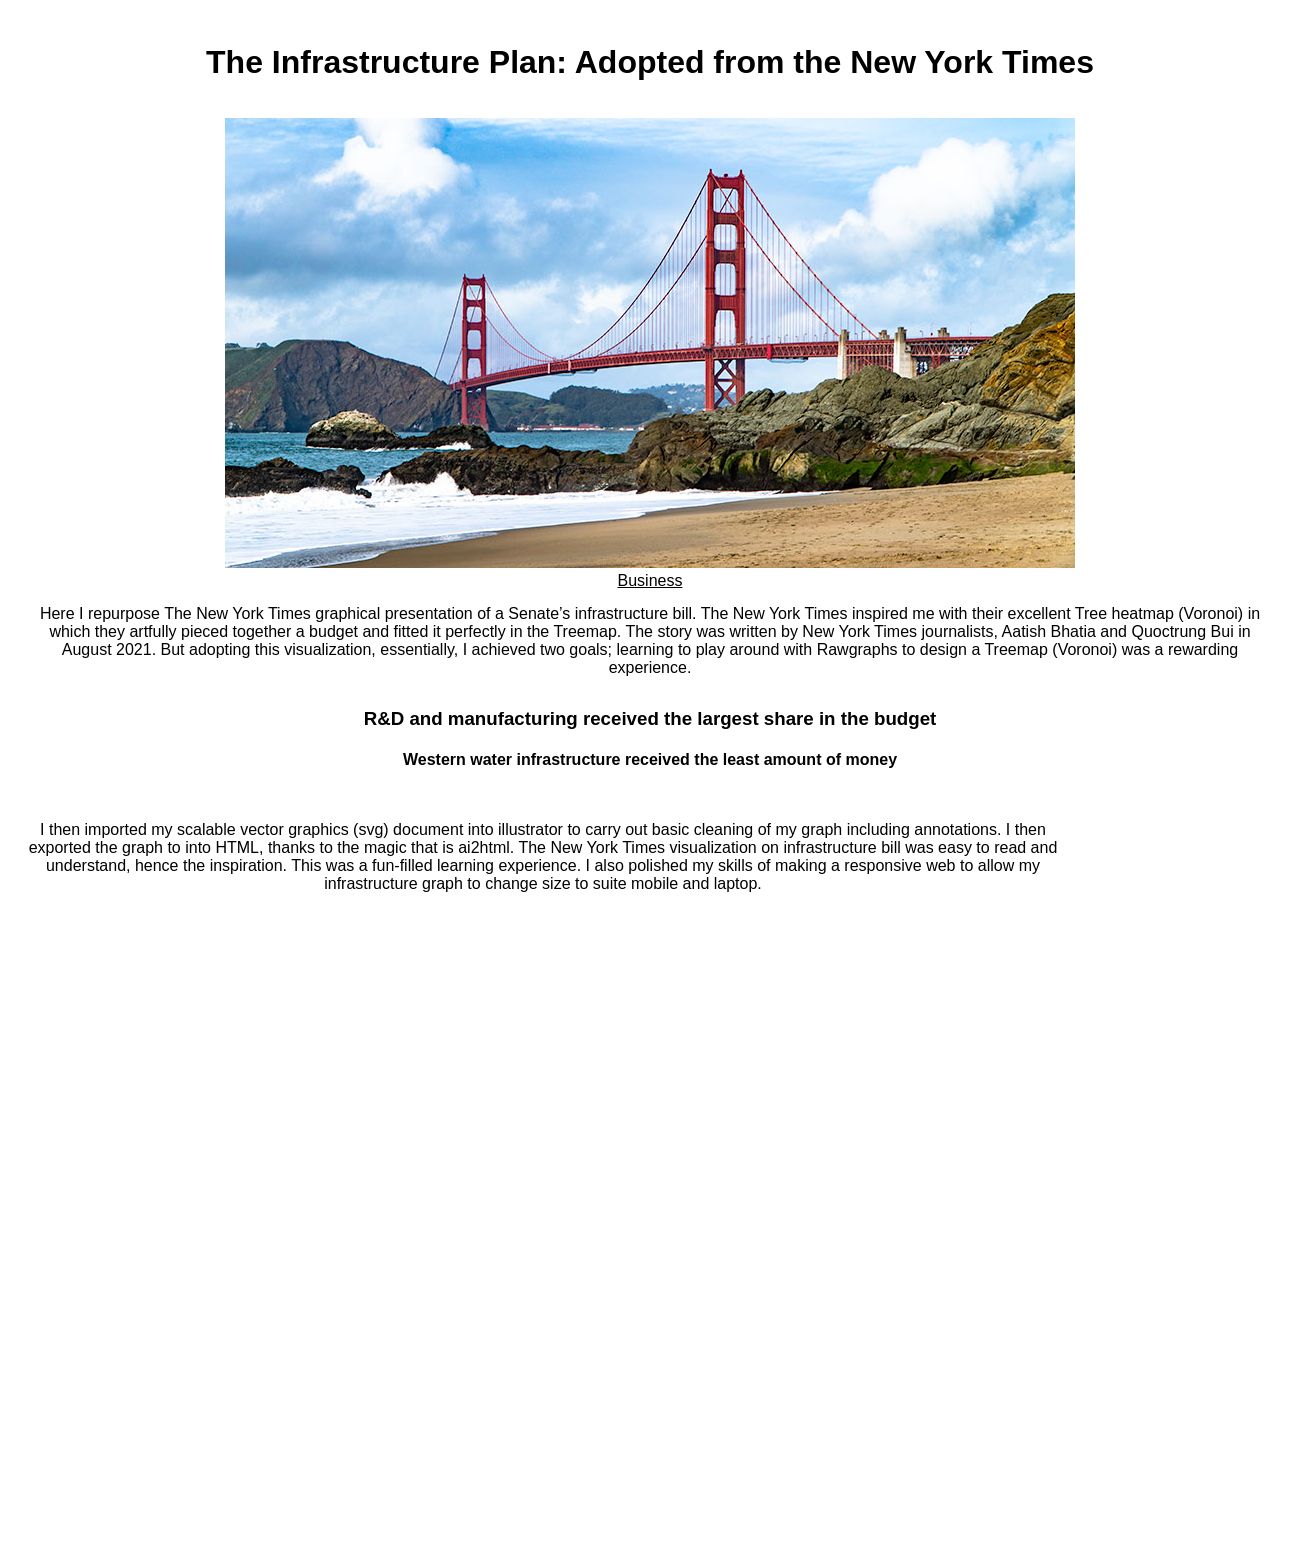 The Infrastructure Plan: Adopted from the New York Times
Business
Here I repurpose The New York Times graphical presentation of a Senate’s infrastructure bill. The New York Times inspired me with their excellent Tree heatmap (Voronoi) in
which they artfully pieced together a budget and fitted it perfectly in the Treemap. The story was written by New York Times journalists, Aatish Bhatia and Quoctrung Bui in
August 2021. But adopting this visualization, essentially, I achieved two goals; learning to play around with Rawgraphs to design a Treemap (Voronoi) was a rewarding
experience.
R&D and manufacturing received the largest share in the budget
Western water infrastructure received the least amount of money
I then imported my scalable vector graphics (svg) document into illustrator to carry out basic cleaning of my graph including annotations. I then
exported the graph to into HTML, thanks to the magic that is ai2html. The New York Times visualization on infrastructure bill was easy to read and
understand, hence the inspiration. This was a fun-filled learning experience. I also polished my skills of making a responsive web to allow my
infrastructure graph to change size to suite mobile and laptop.